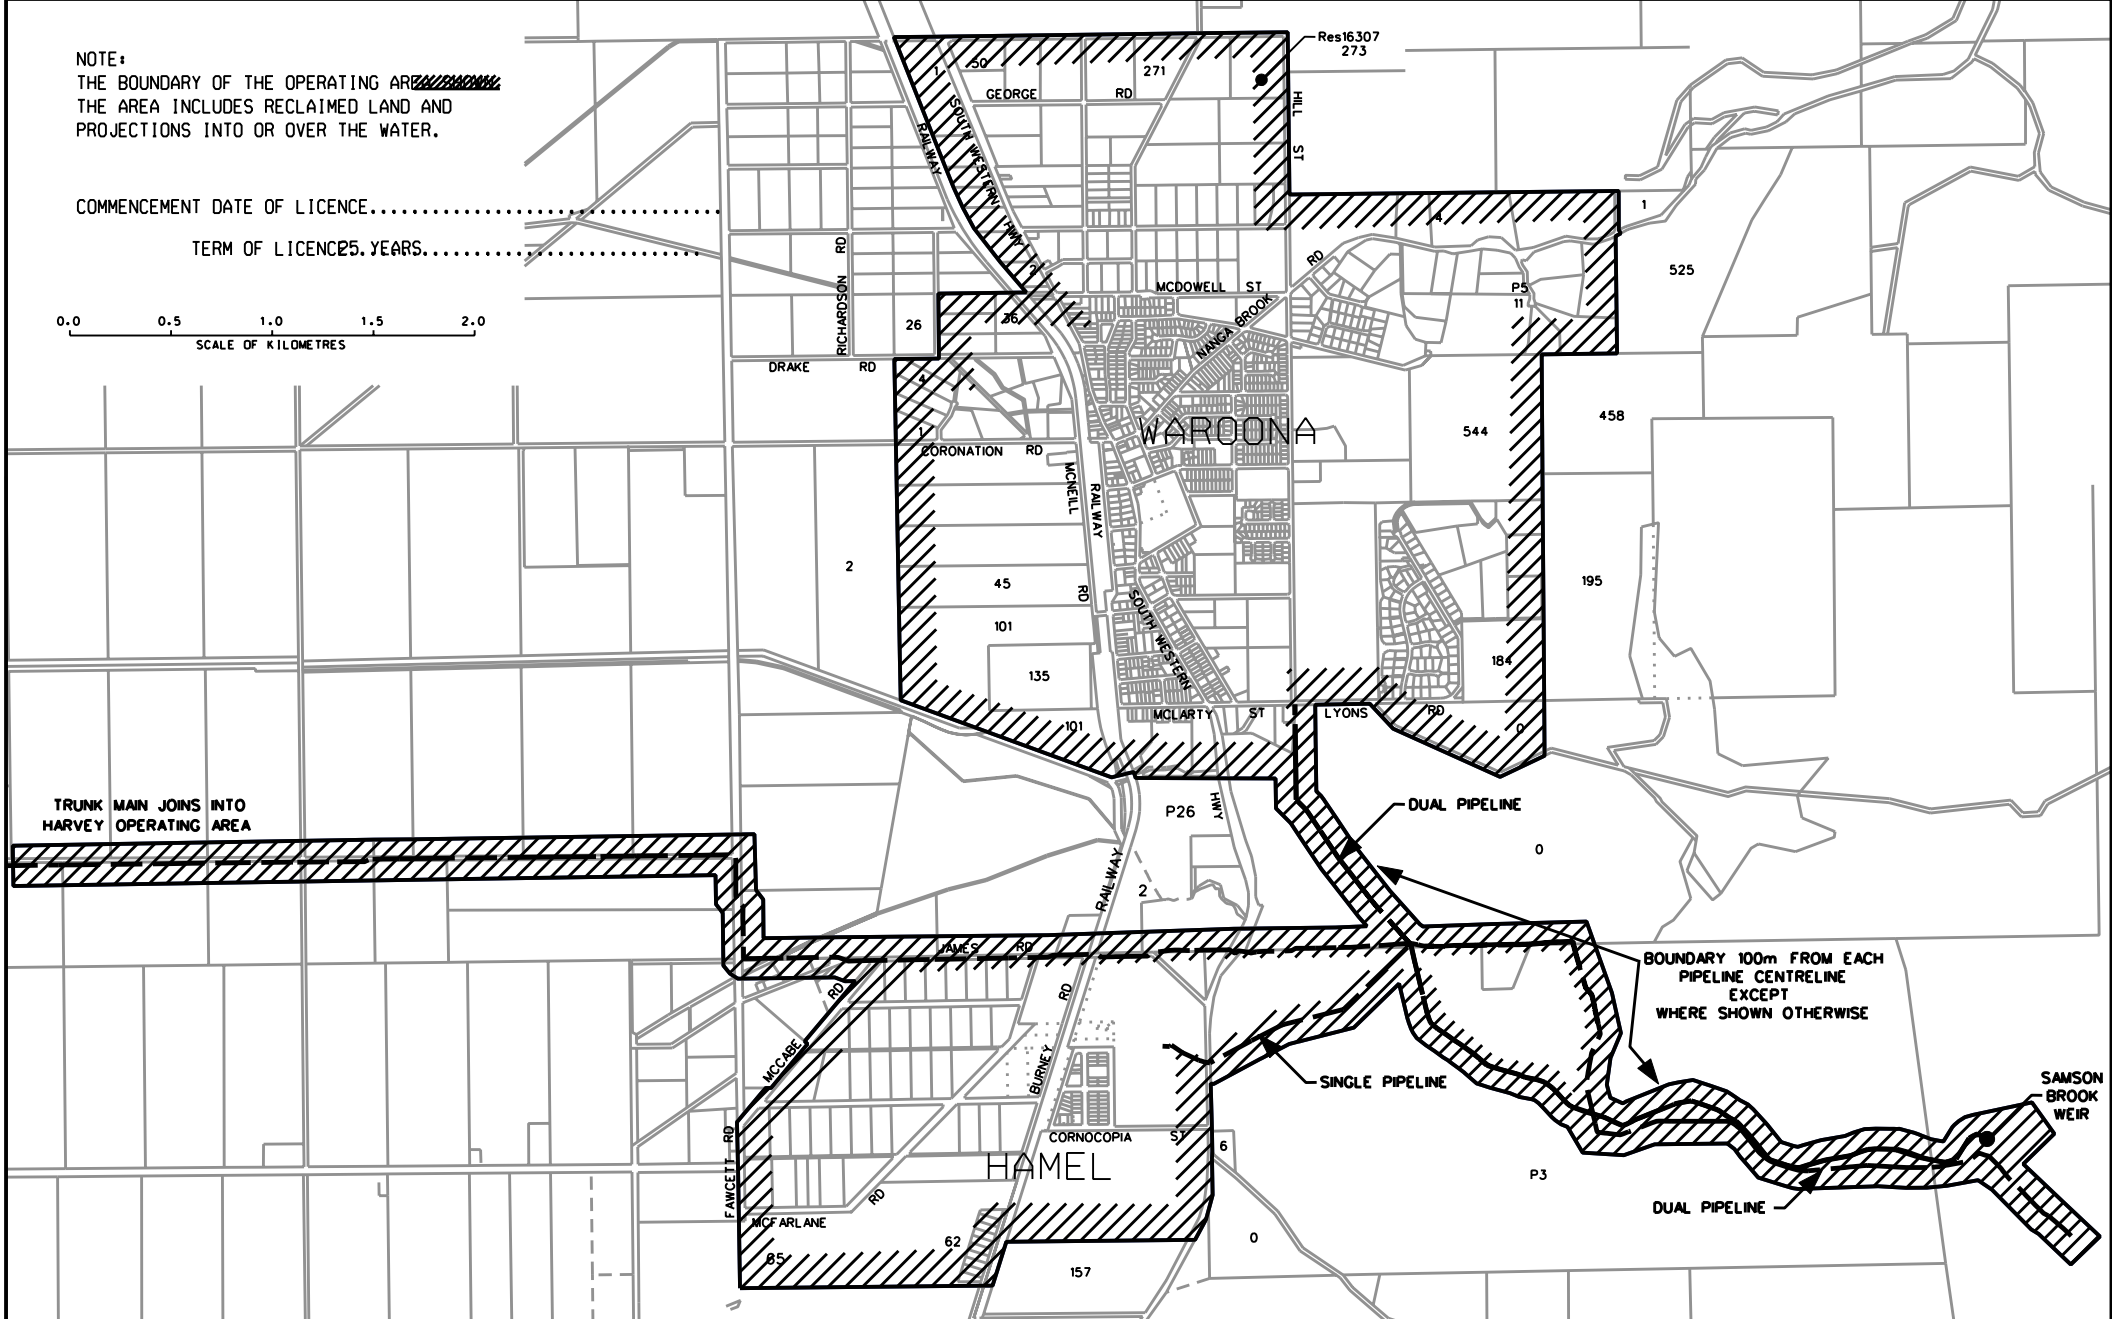 NOTE:
THE BOUNDARY OF THE OPERATING AREA SHOWN
THE AREA INCLUDES RECLAIMED LAND AND
PROJECTIONS INTO OR OVER THE WATER.
COMMENCEMENT DATE OF LICENCE
TERM OF LICENCE 25 YEARS
0.0 0.5 1.0 1.5 2.0
SCALE OF KILOMETRES
Res16307
273
1
50
271
GEORGE RD
HILL ST
RAILWAY
SOUTH WESTERN HWY
2
4
1
525
RICHARDSON RD
26
36
MCDOWELL ST
NANGA BROOK RD
P5
11
DRAKE RD
4
1
CORONATION RD
WAROONA
544
458
MCNEILL RD
RAILWAY
2
45
101
135
101
SOUTH WESTERN HWY
195
184
0
MCLARTY ST
LYONS RD
TRUNK MAIN JOINS INTO
HARVEY OPERATING AREA
P26
DUAL PIPELINE
0
RAILWAY
2
JAMES RD
BOUNDARY 100m FROM EACH
PIPELINE CENTRELINE
EXCEPT
WHERE SHOWN OTHERWISE
MCCABE RD
BURNEY RD
SINGLE PIPELINE
SAMSON
BROOK
WEIR
FAWCETT RD
CORNOCOPIA ST
6
HAMEL
P3
DUAL PIPELINE
MCFARLANE RD
65
62
0
157